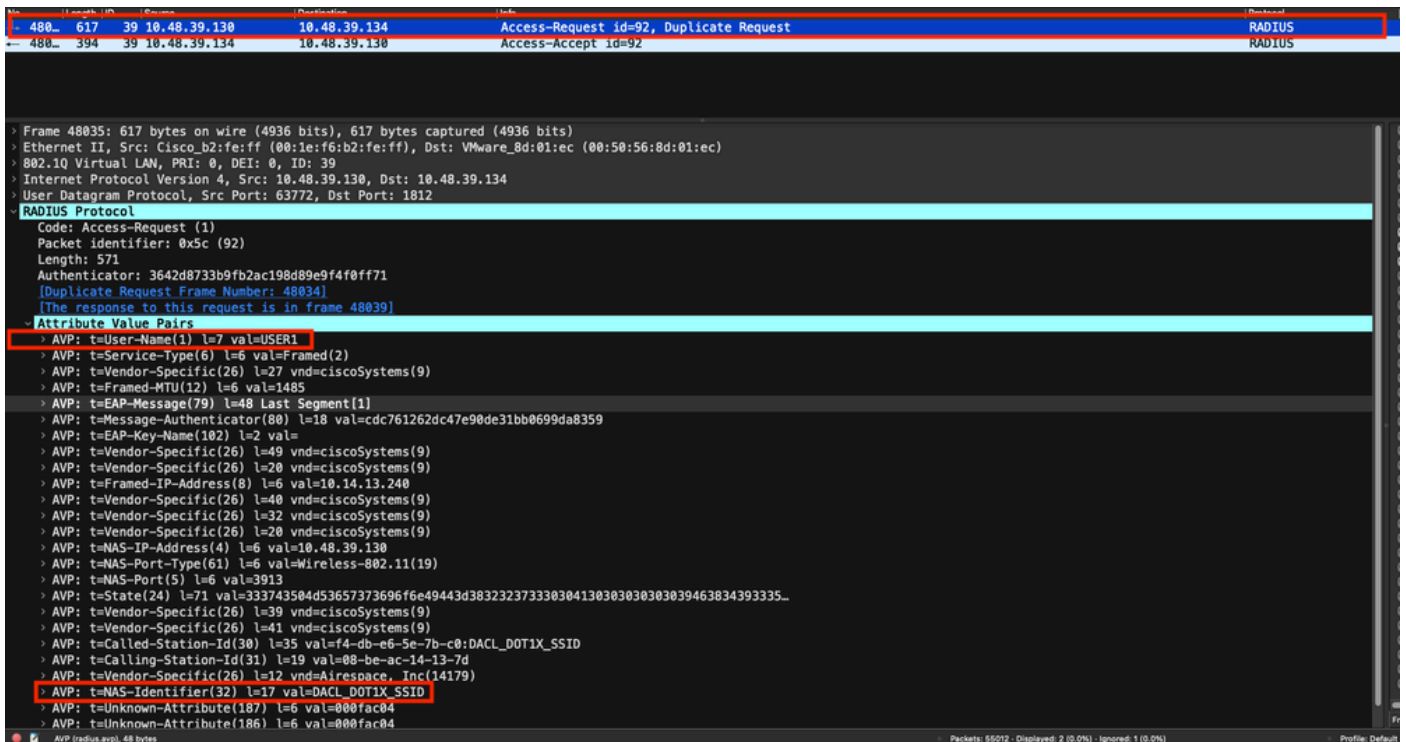 No. Length ID Source Destination Info Protocol
480… 617 39 10.48.39.130 10.48.39.134 Access-Request id=92, Duplicate Request RADIUS
480… 394 39 10.48.39.134 10.48.39.130 Access-Accept id=92 RADIUS
Frame 48035: 617 bytes on wire (4936 bits), 617 bytes captured (4936 bits)
Ethernet II, Src: Cisco_b2:fe:ff (00:1e:f6:b2:fe:ff), Dst: VMware_8d:01:ec (00:50:56:8d:01:ec)
802.1Q Virtual LAN, PRI: 0, DEI: 0, ID: 39
Internet Protocol Version 4, Src: 10.48.39.130, Dst: 10.48.39.134
User Datagram Protocol, Src Port: 63772, Dst Port: 1812
RADIUS Protocol
Code: Access-Request (1)
Packet identifier: 0x5c (92)
Length: 571
Authenticator: 3642d8733b9fb2ac198d89e9f4f0ff71
[Duplicate Request Frame Number: 48034]
[The response to this request is in frame 48039]
Attribute Value Pairs
AVP: t=User-Name(1) l=7 val=USER1
AVP: t=Service-Type(6) l=6 val=Framed(2)
AVP: t=Vendor-Specific(26) l=27 vnd=ciscoSystems(9)
AVP: t=Framed-MTU(12) l=6 val=1485
AVP: t=EAP-Message(79) l=48 Last Segment[1]
AVP: t=Message-Authenticator(80) l=18 val=cdc761262dc47e90de31bb0699da8359
AVP: t=EAP-Key-Name(102) l=2 val=
AVP: t=Vendor-Specific(26) l=49 vnd=ciscoSystems(9)
AVP: t=Vendor-Specific(26) l=20 vnd=ciscoSystems(9)
AVP: t=Framed-IP-Address(8) l=6 val=10.14.13.240
AVP: t=Vendor-Specific(26) l=40 vnd=ciscoSystems(9)
AVP: t=Vendor-Specific(26) l=32 vnd=ciscoSystems(9)
AVP: t=Vendor-Specific(26) l=20 vnd=ciscoSystems(9)
AVP: t=NAS-IP-Address(4) l=6 val=10.48.39.130
AVP: t=NAS-Port-Type(61) l=6 val=Wireless-802.11(19)
AVP: t=NAS-Port(5) l=6 val=3913
AVP: t=State(24) l=71
AVP: t=Vendor-Specific(26) l=39 vnd=ciscoSystems(9)
AVP: t=Vendor-Specific(26) l=41 vnd=ciscoSystems(9)
AVP: t=Called-Station-Id(30) l=35 val=f4-db-e6-5e-7b-c0:DACL_DOT1X_SSID
AVP: t=Calling-Station-Id(31) l=19 val=08-be-ac-14-13-7d
AVP: t=Vendor-Specific(26) l=12 vnd=Airespace, Inc(14179)
AVP: t=NAS-Identifier(32) l=17 val=DACL_DOT1X_SSID
AVP: t=Unknown-Attribute(187) l=6 val=000fac04
AVP: t=Unknown-Attribute(186) l=6 val=000fac04
AVP (radius.avp), 48 bytes Packets: 55012 · Displayed: 2 (0.0%) · Ignored: 1 (0.0%) Profile: Default